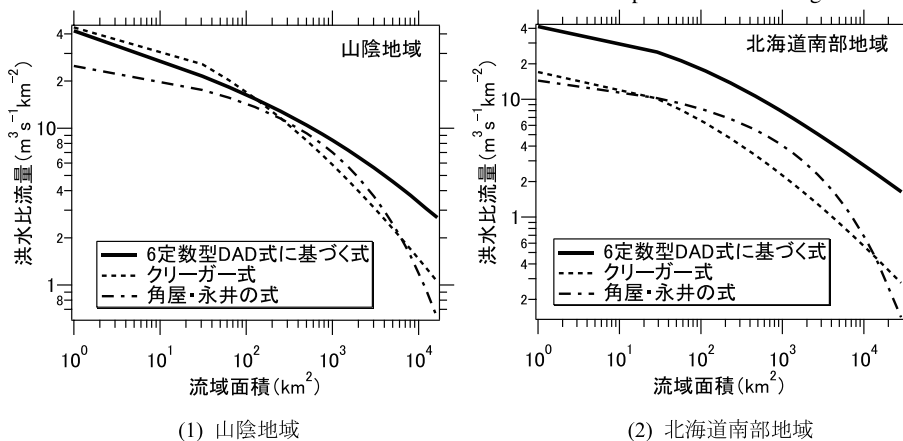 山陰地域
洪水比流量(m³s⁻¹km⁻²)
4
2
10
8
6
4
2
1
8
6定数型DAD式に基づく式
クリーガー式
角屋・永井の式
10⁰ 10¹ 10² 10³ 10⁴
流域面積(km²)
(1) 山陰地域
北海道南部地域
洪水比流量(m³s⁻¹km⁻²)
4
2
10
8
6
4
2
1
8
6
4
2
6定数型DAD式に基づく式
クリーガー式
角屋・永井の式
10⁰ 10¹ 10² 10³ 10⁴
流域面積(km²)
(2) 北海道南部地域